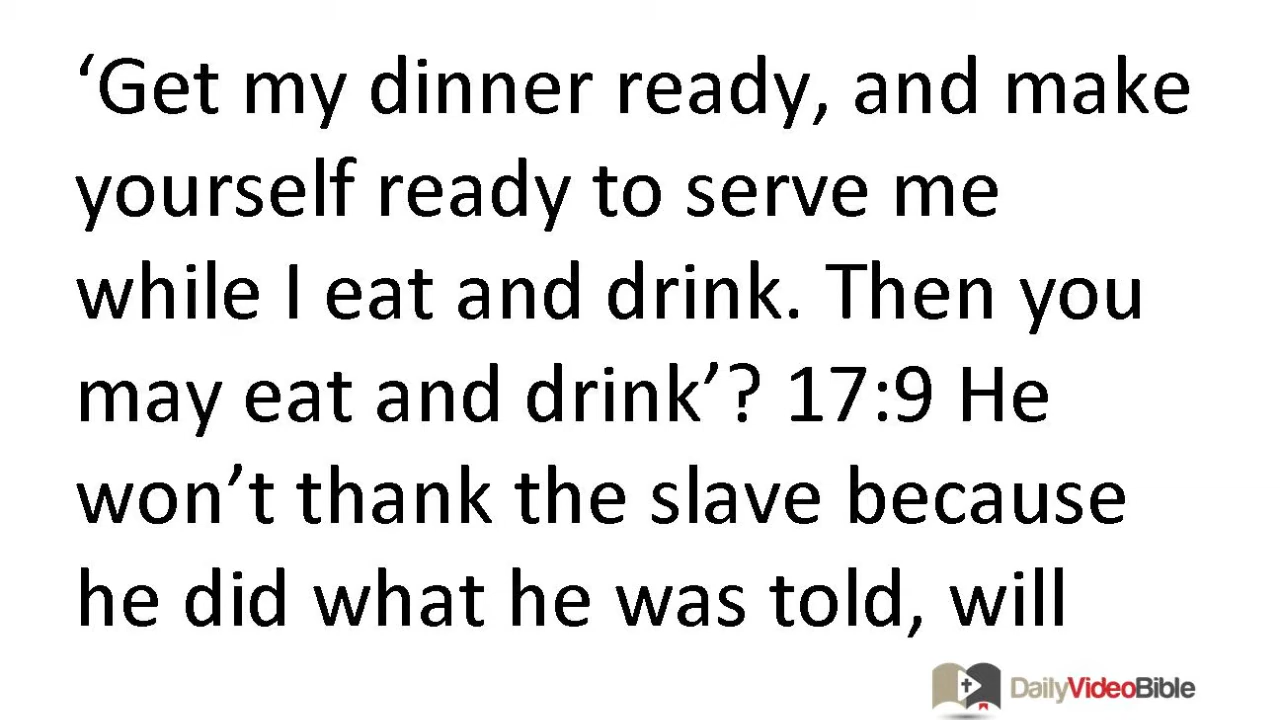 ‘Get my dinner ready, and make
yourself ready to serve me
while I eat and drink. Then you
may eat and drink’? 17:9 He
won’t thank the slave because
he did what he was told, will
DailyVideoBible